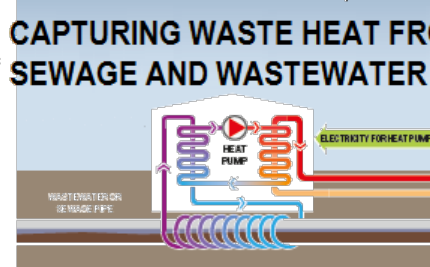 CAPTURING WASTE HEAT FRO
SEWAGE AND WASTEWATER
ELECTRICITY FOR HEAT PUMP
HEAT
PUMP
WASTEWATER OR
SEWAGE PIPE